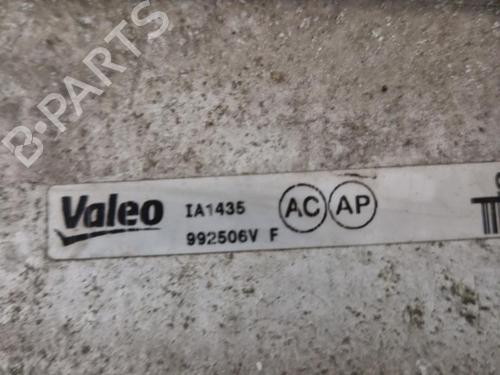 B-PARTS
Valeo IA1435 AC AP
992506V F